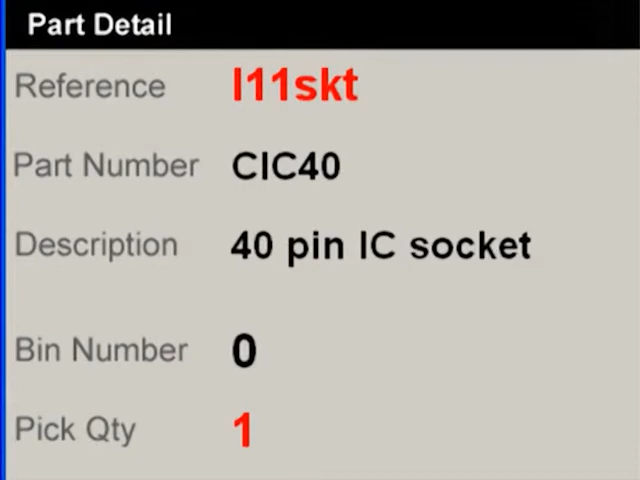 Part Detail
Reference I11skt
Part Number CIC40
Description 40 pin IC socket
Bin Number 0
Pick Qty 1